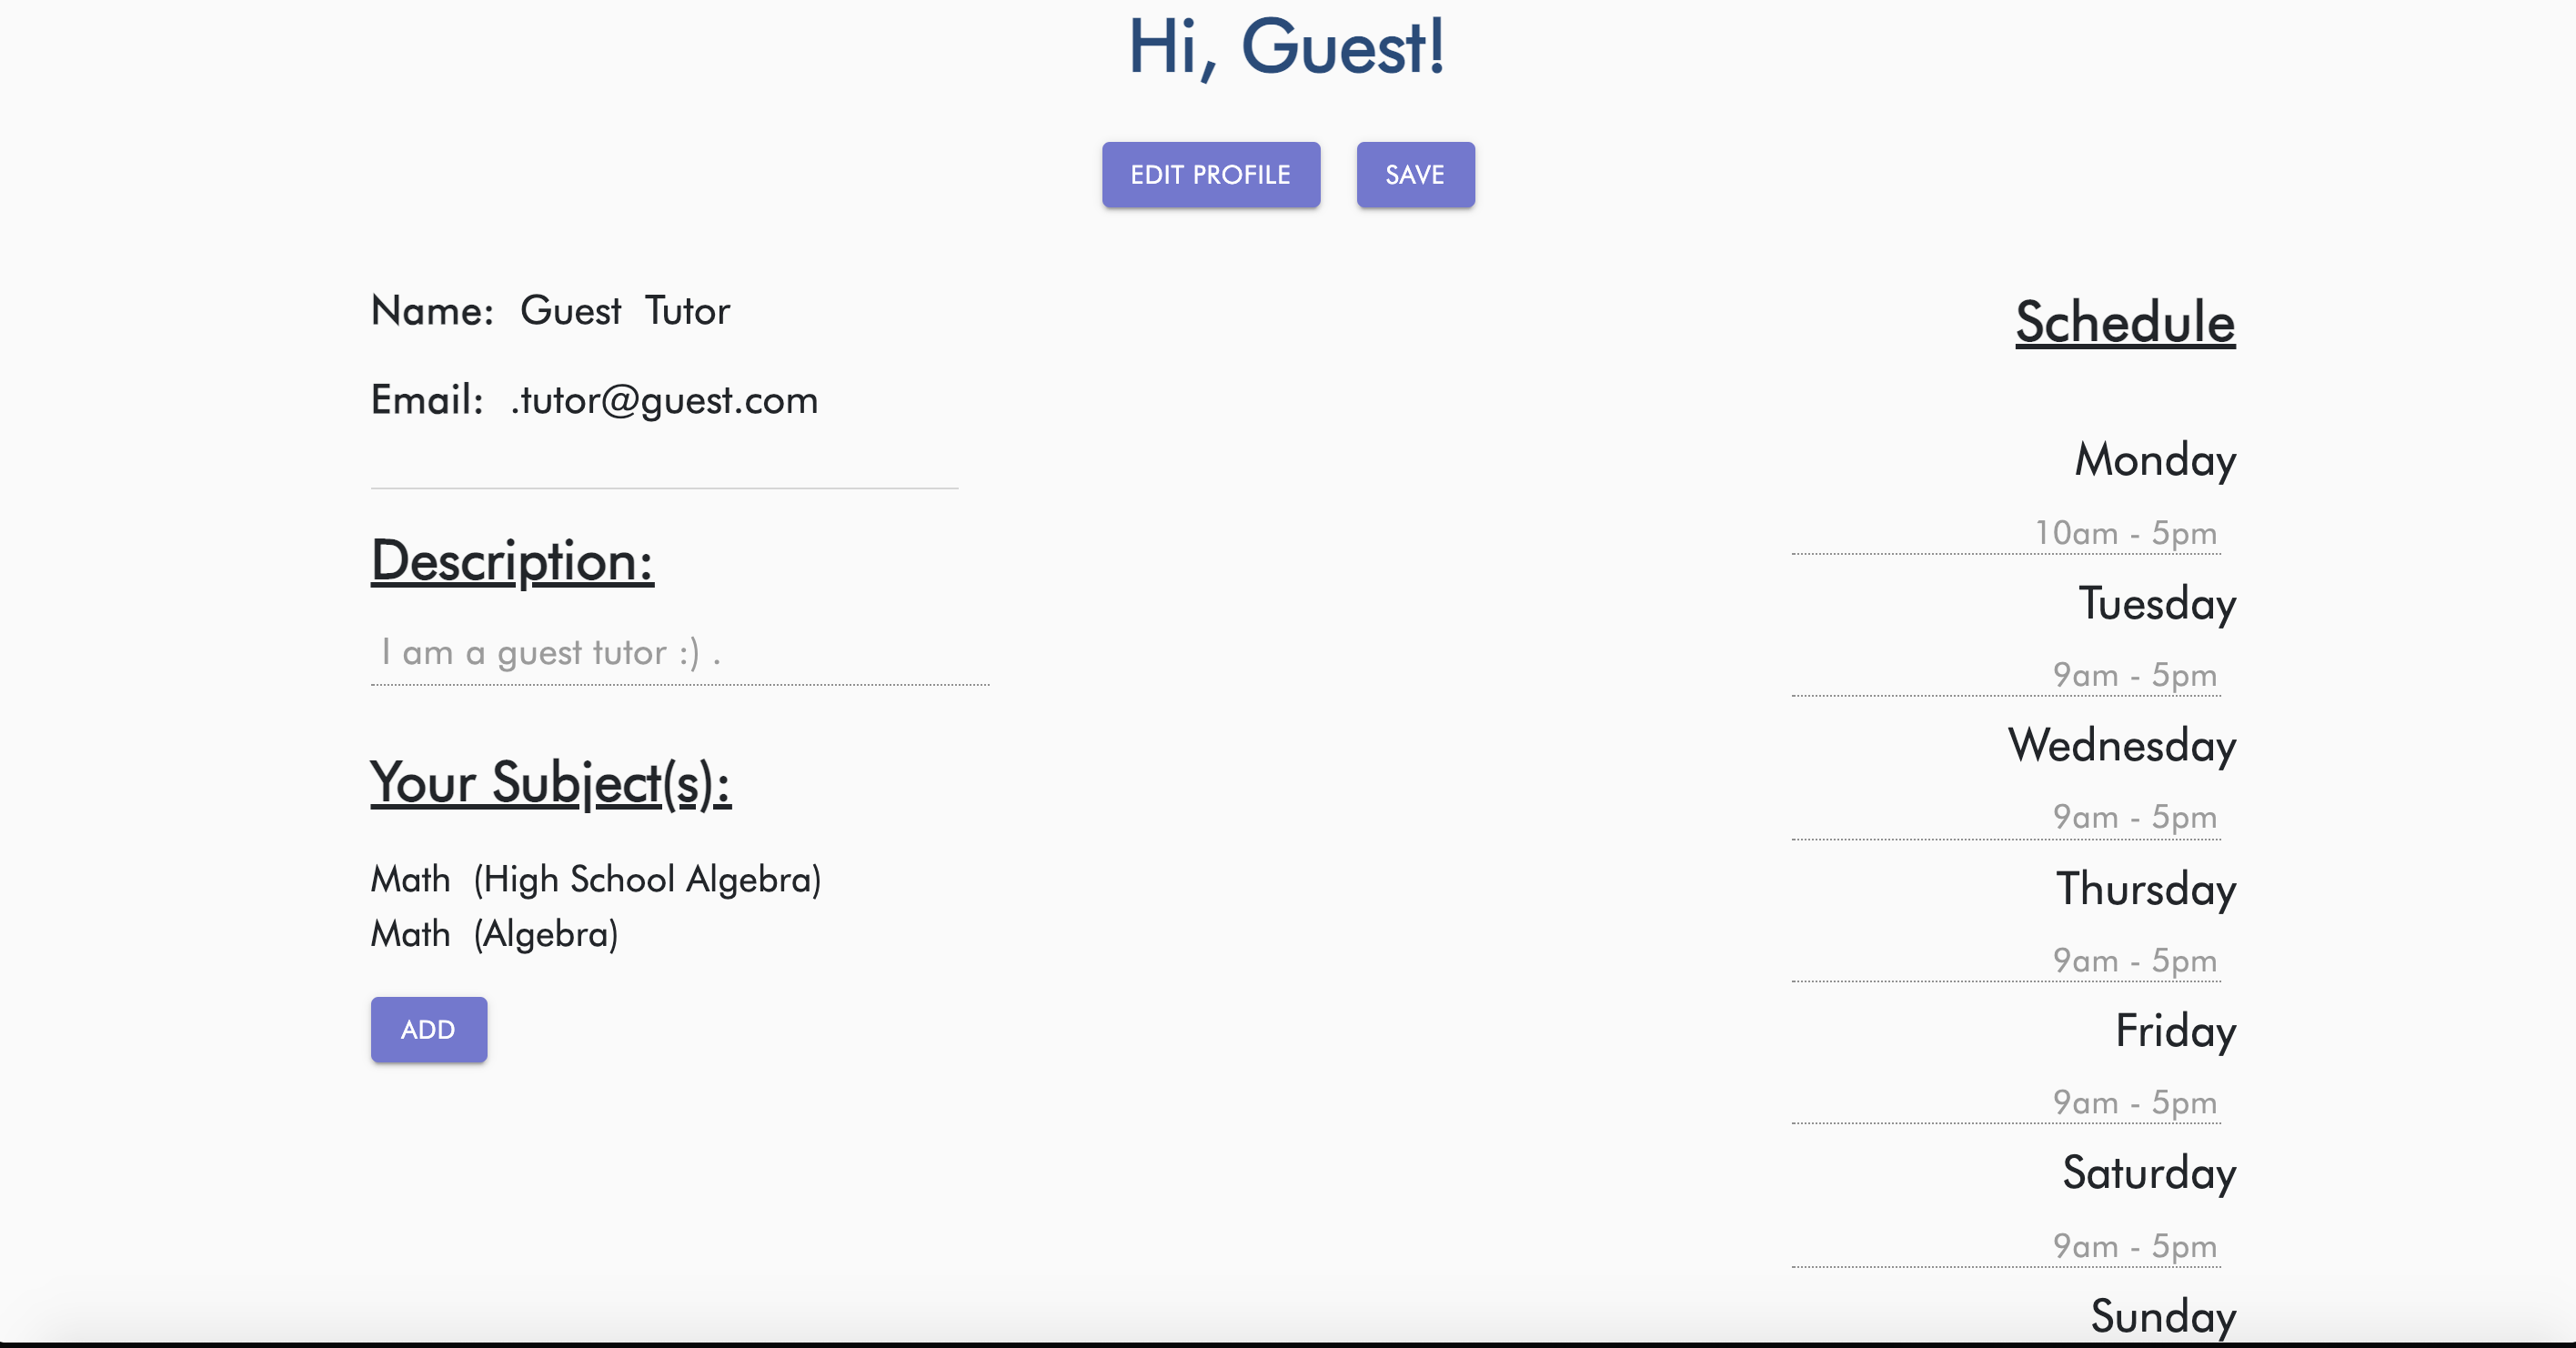 Hi, Guest!
EDIT PROFILE SAVE
Name: Guest Tutor
Email: .tutor@guest.com
Description:
I am a guest tutor :) .
Your Subject(s):
Math (High School Algebra)
Math (Algebra)
ADD
Schedule
Monday
10am - 5pm
Tuesday
9am - 5pm
Wednesday
9am - 5pm
Thursday
9am - 5pm
Friday
9am - 5pm
Saturday
9am - 5pm
Sunday